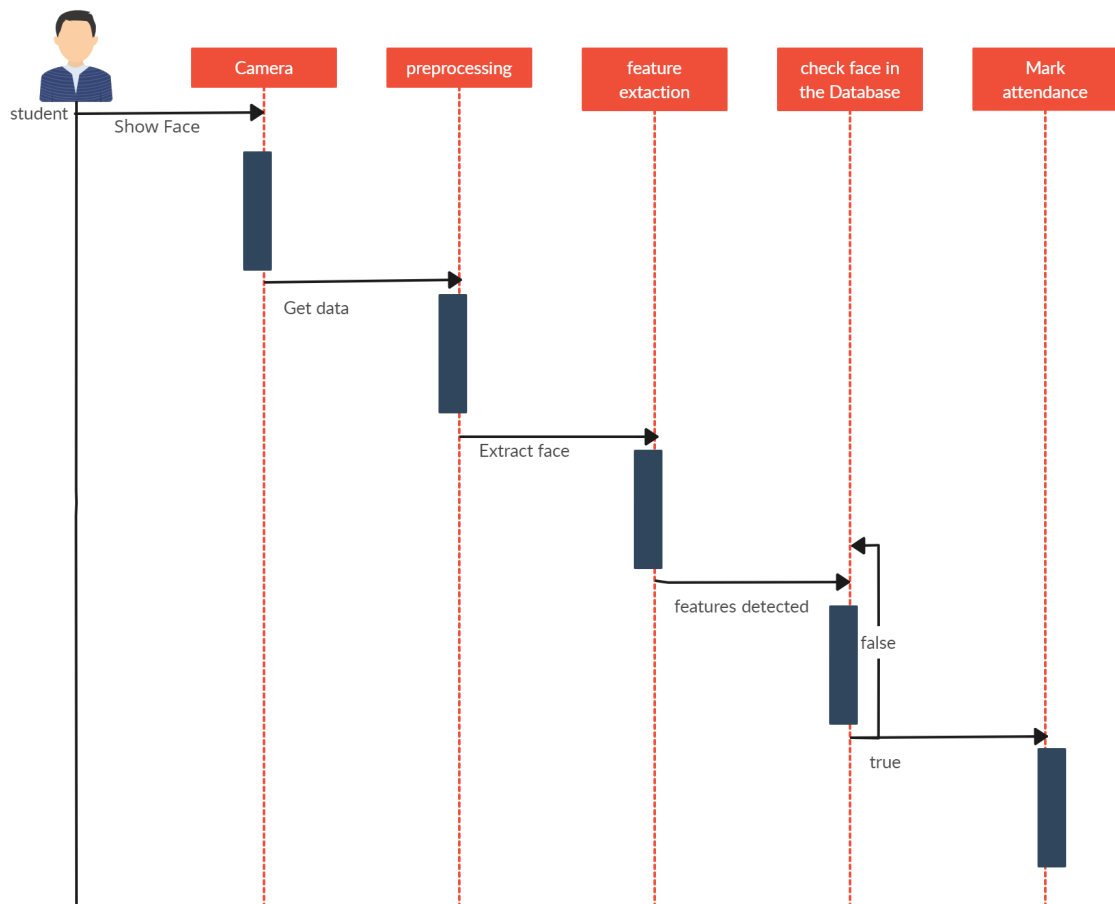 Camera
preprocessing
feature
extaction
check face in
the Database
Mark
attendance
student
Show Face
Get data
Extract face
features detected
false
true